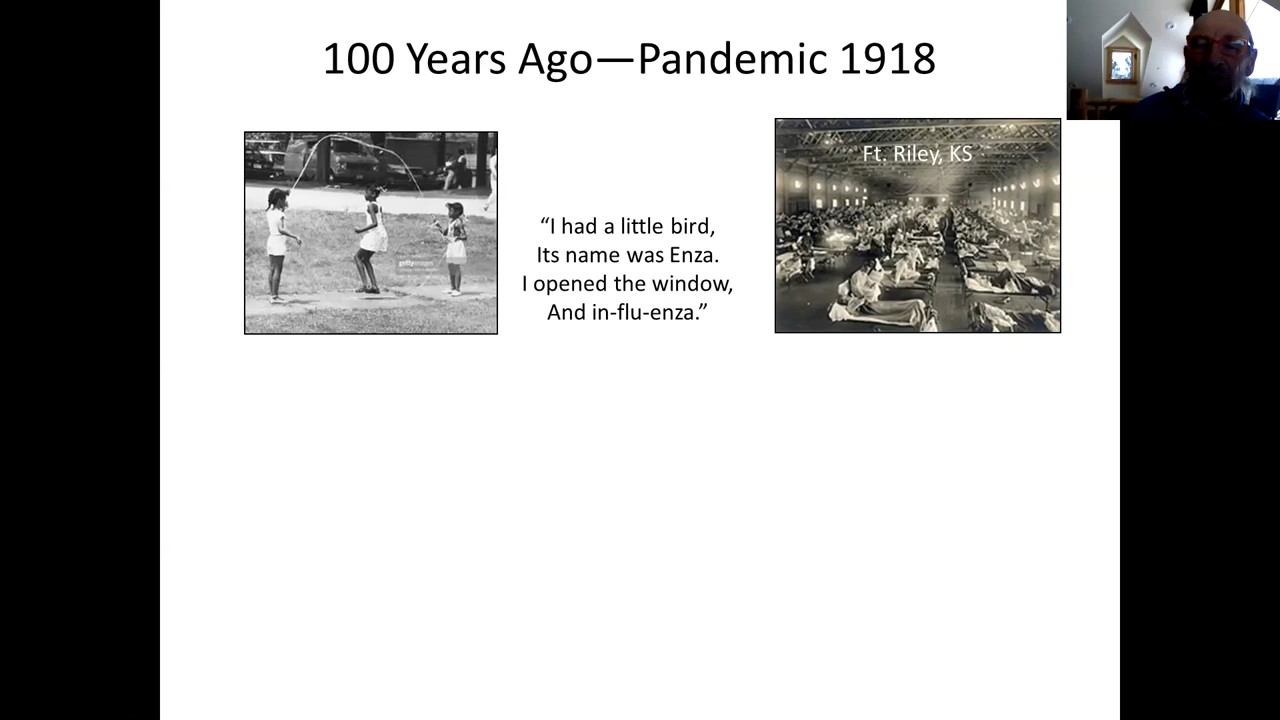 100 Years Ago—Pandemic 1918
Ft. Riley, KS
“I had a little bird,
Its name was Enza.
I opened the window,
And in-flu-enza.”
gettyimages